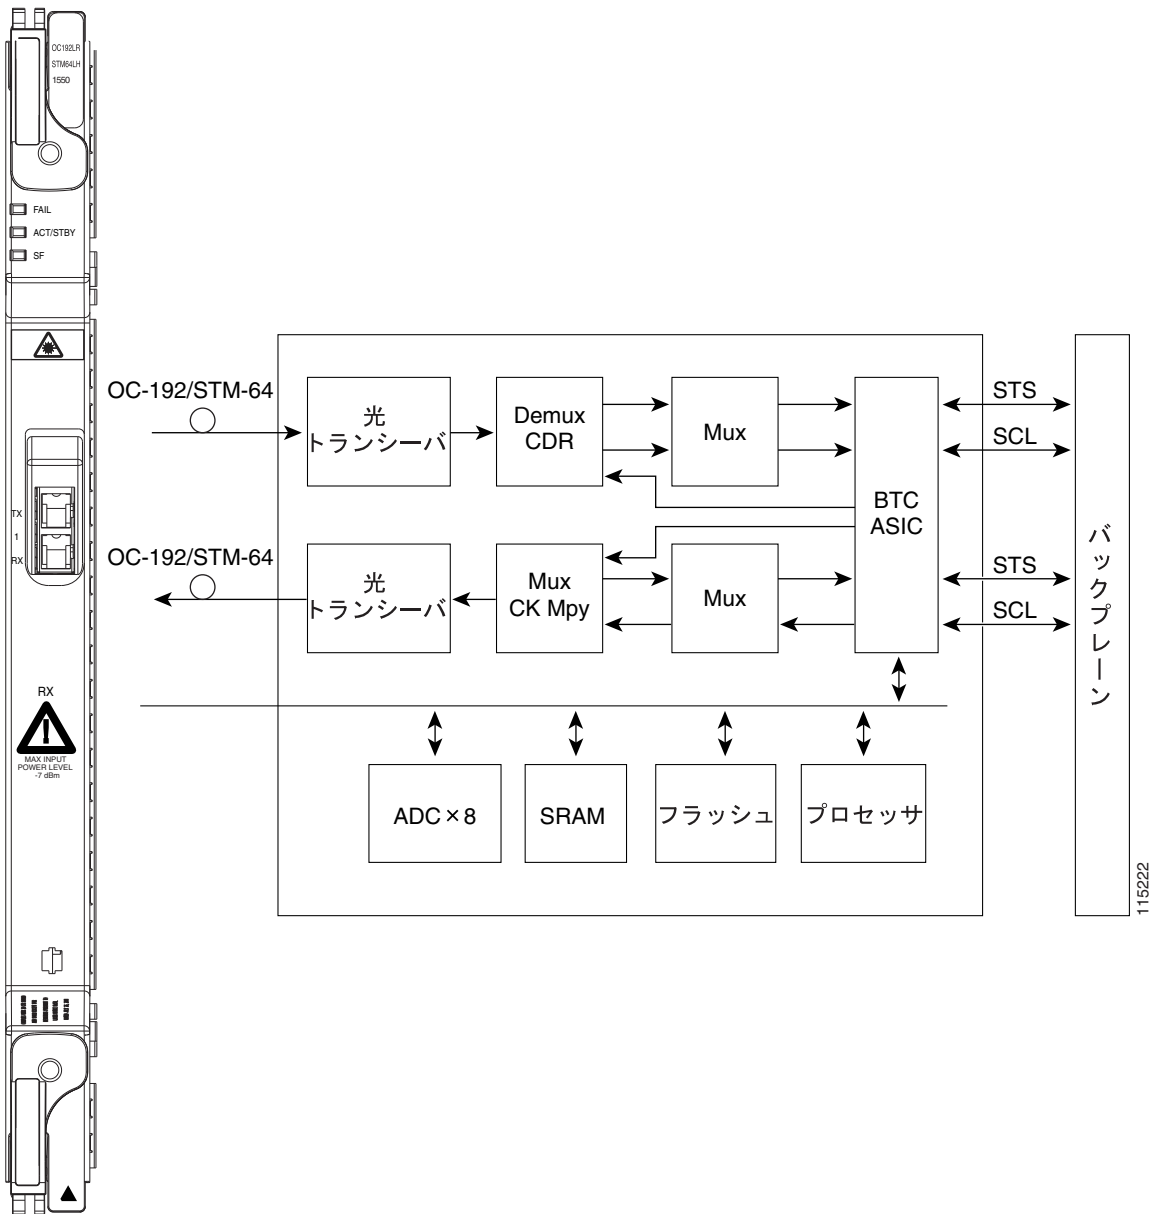 OC192LR
STM64LH
1550
FAIL
ACT/STBY
SF
TX
1
RX
RX
MAX INPUT
POWER LEVEL
-7 dBm
OC-192/STM-64
光
トランシーバ
Demux
CDR
Mux
BTC
ASIC
STS
SCL
OC-192/STM-64
光
トランシーバ
Mux
CK Mpy
Mux
STS
SCL
バックプレーン
ADC×8
SRAM
フラッシュ
プロセッサ
115222